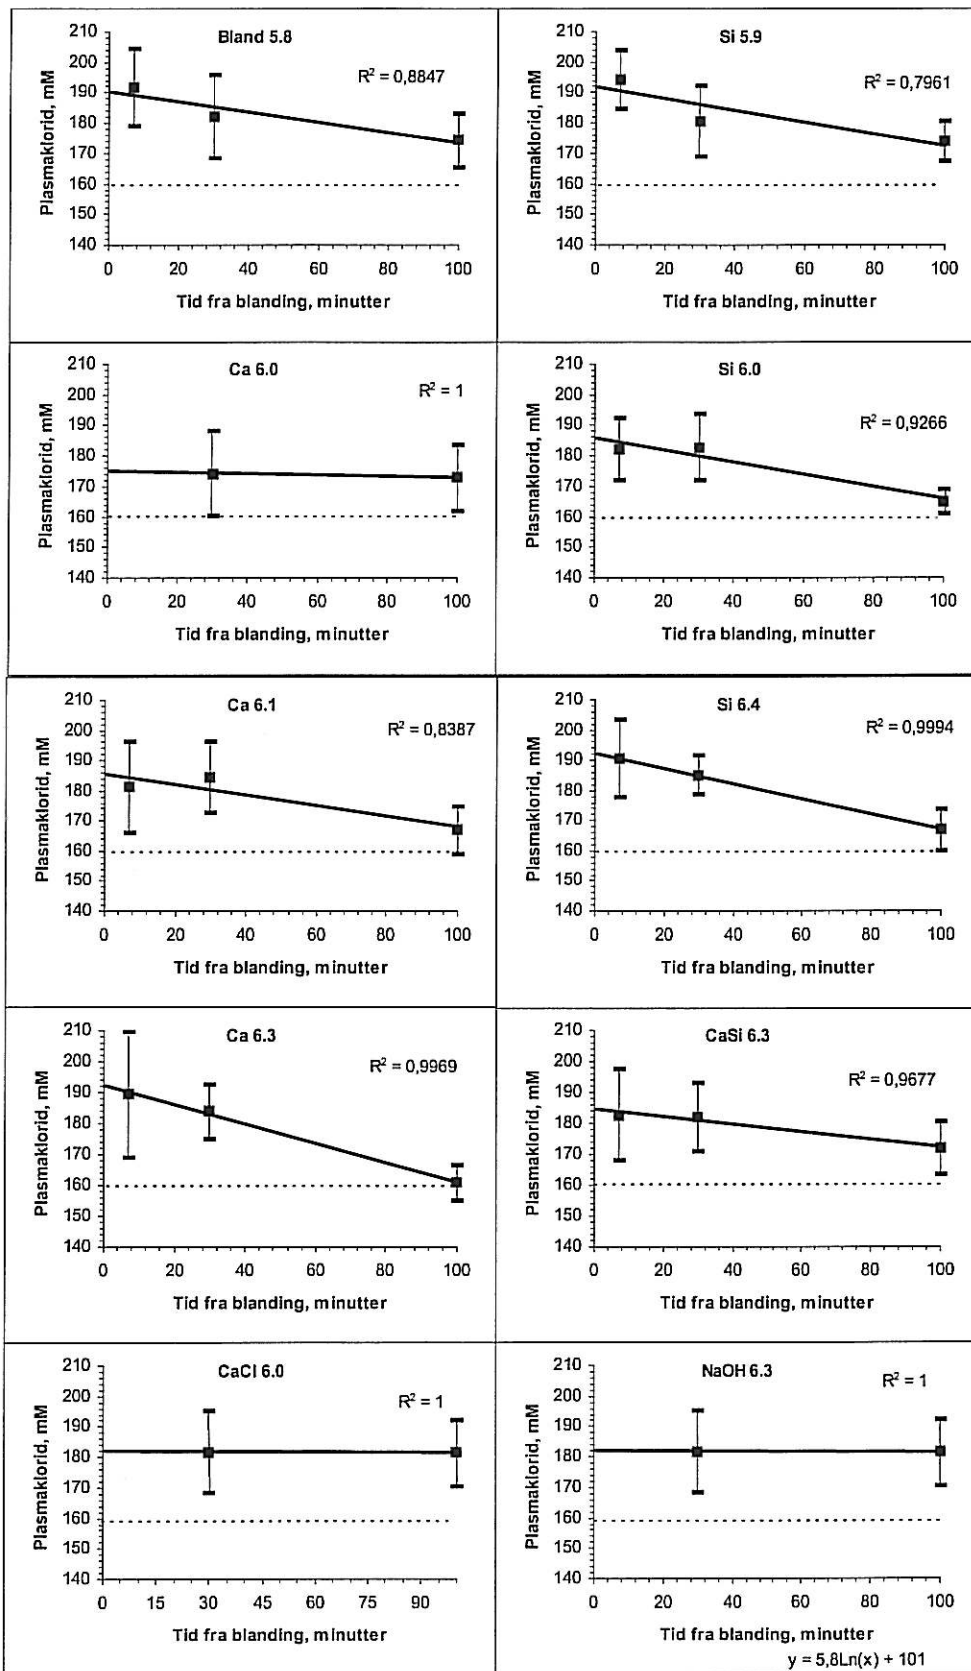 Bland 5.8
R² = 0,8847
Plasmaklorid, mM
210
200
190
180
170
160
150
140
0 20 40 60 80 100
Tid fra blanding, minutter
Si 5.9
R² = 0,7961
Plasmaklorid, mM
210
200
190
180
170
160
150
140
0 20 40 60 80 100
Tid fra blanding, minutter
Ca 6.0
R² = 1
Plasmaklorid, mM
210
200
190
180
170
160
150
140
0 20 40 60 80 100
Tid fra blanding, minutter
Si 6.0
R² = 0,9266
Plasmaklorid, mM
210
200
190
180
170
160
150
140
0 20 40 60 80 100
Tid fra blanding, minutter
Ca 6.1
R² = 0,8387
Plasmaklorid, mM
210
200
190
180
170
160
150
140
0 20 40 60 80 100
Tid fra blanding, minutter
Si 6.4
R² = 0,9994
Plasmaklorid, mM
210
200
190
180
170
160
150
140
0 20 40 60 80 100
Tid fra blanding, minutter
Ca 6.3
R² = 0,9969
Plasmaklorid, mM
210
200
190
180
170
160
150
140
0 20 40 60 80 100
Tid fra blanding, minutter
CaSi 6.3
R² = 0,9677
Plasmaklorid, mM
210
200
190
180
170
160
150
140
0 20 40 60 80 100
Tid fra blanding, minutter
CaCl 6.0
R² = 1
Plasmaklorid, mM
210
200
190
180
170
160
150
140
0 15 30 45 60 75 90
Tid fra blanding, minutter
NaOH 6.3
R² = 1
Plasmaklorid, mM
210
200
190
180
170
160
150
140
0 20 40 60 80 100
Tid fra blanding, minutter
y = 5,8Ln(x) + 101